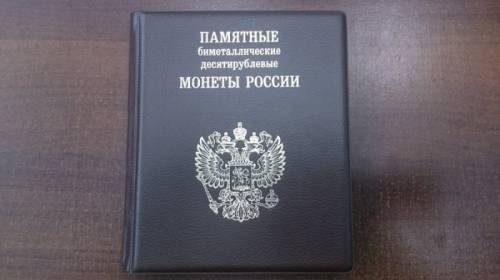 ПАМЯТНЫЕ
биметаллические
десятирублевые
МОНЕТЫ РОССИИ